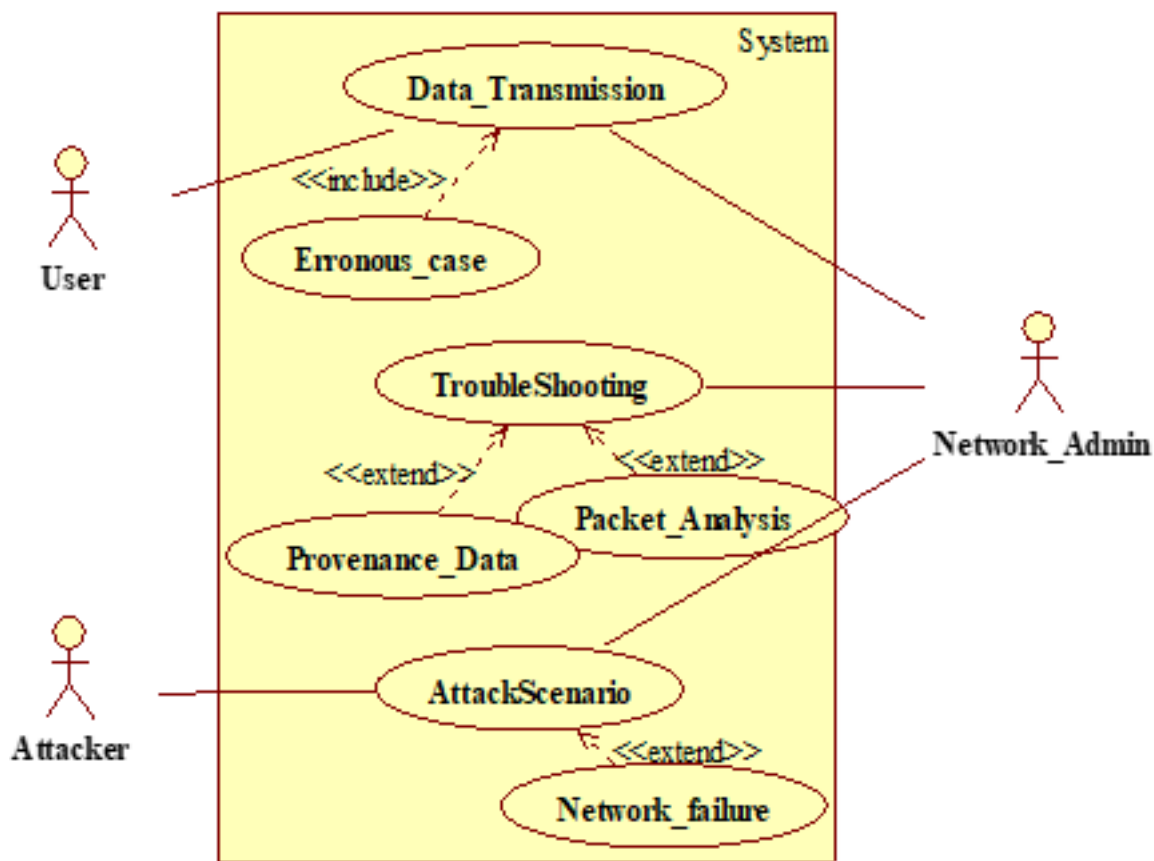 System
Data_Transmission
<<include>>
Erronous_case
User
TroubleShooting
Network_Admin
<<extend>>
<<extend>>
Packet_Analysis
Provenance_Data
AttackScenario
Attacker
<<extend>>
Network_failure